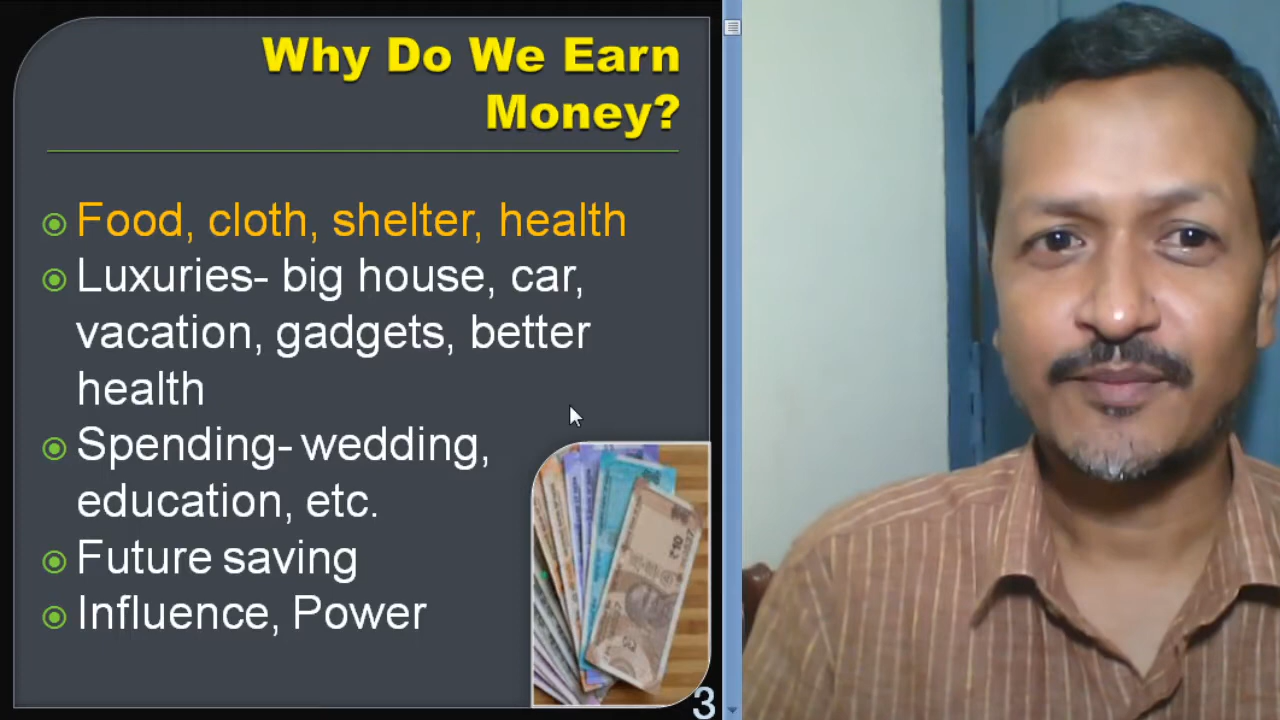 Why Do We Earn
Money?
Food, cloth, shelter, health
Luxuries- big house, car,
vacation, gadgets, better
health
Spending- wedding,
education, etc.
Future saving
Influence, Power
₹10
3